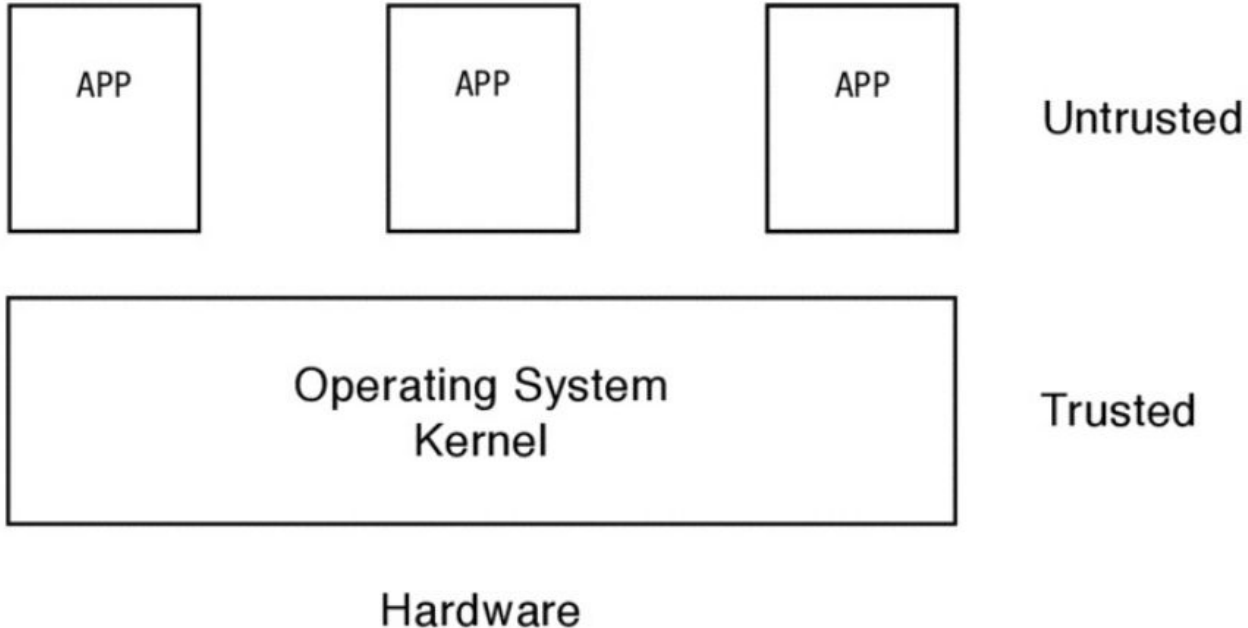 APP
APP
APP
Untrusted
Operating System
Kernel
Trusted
Hardware